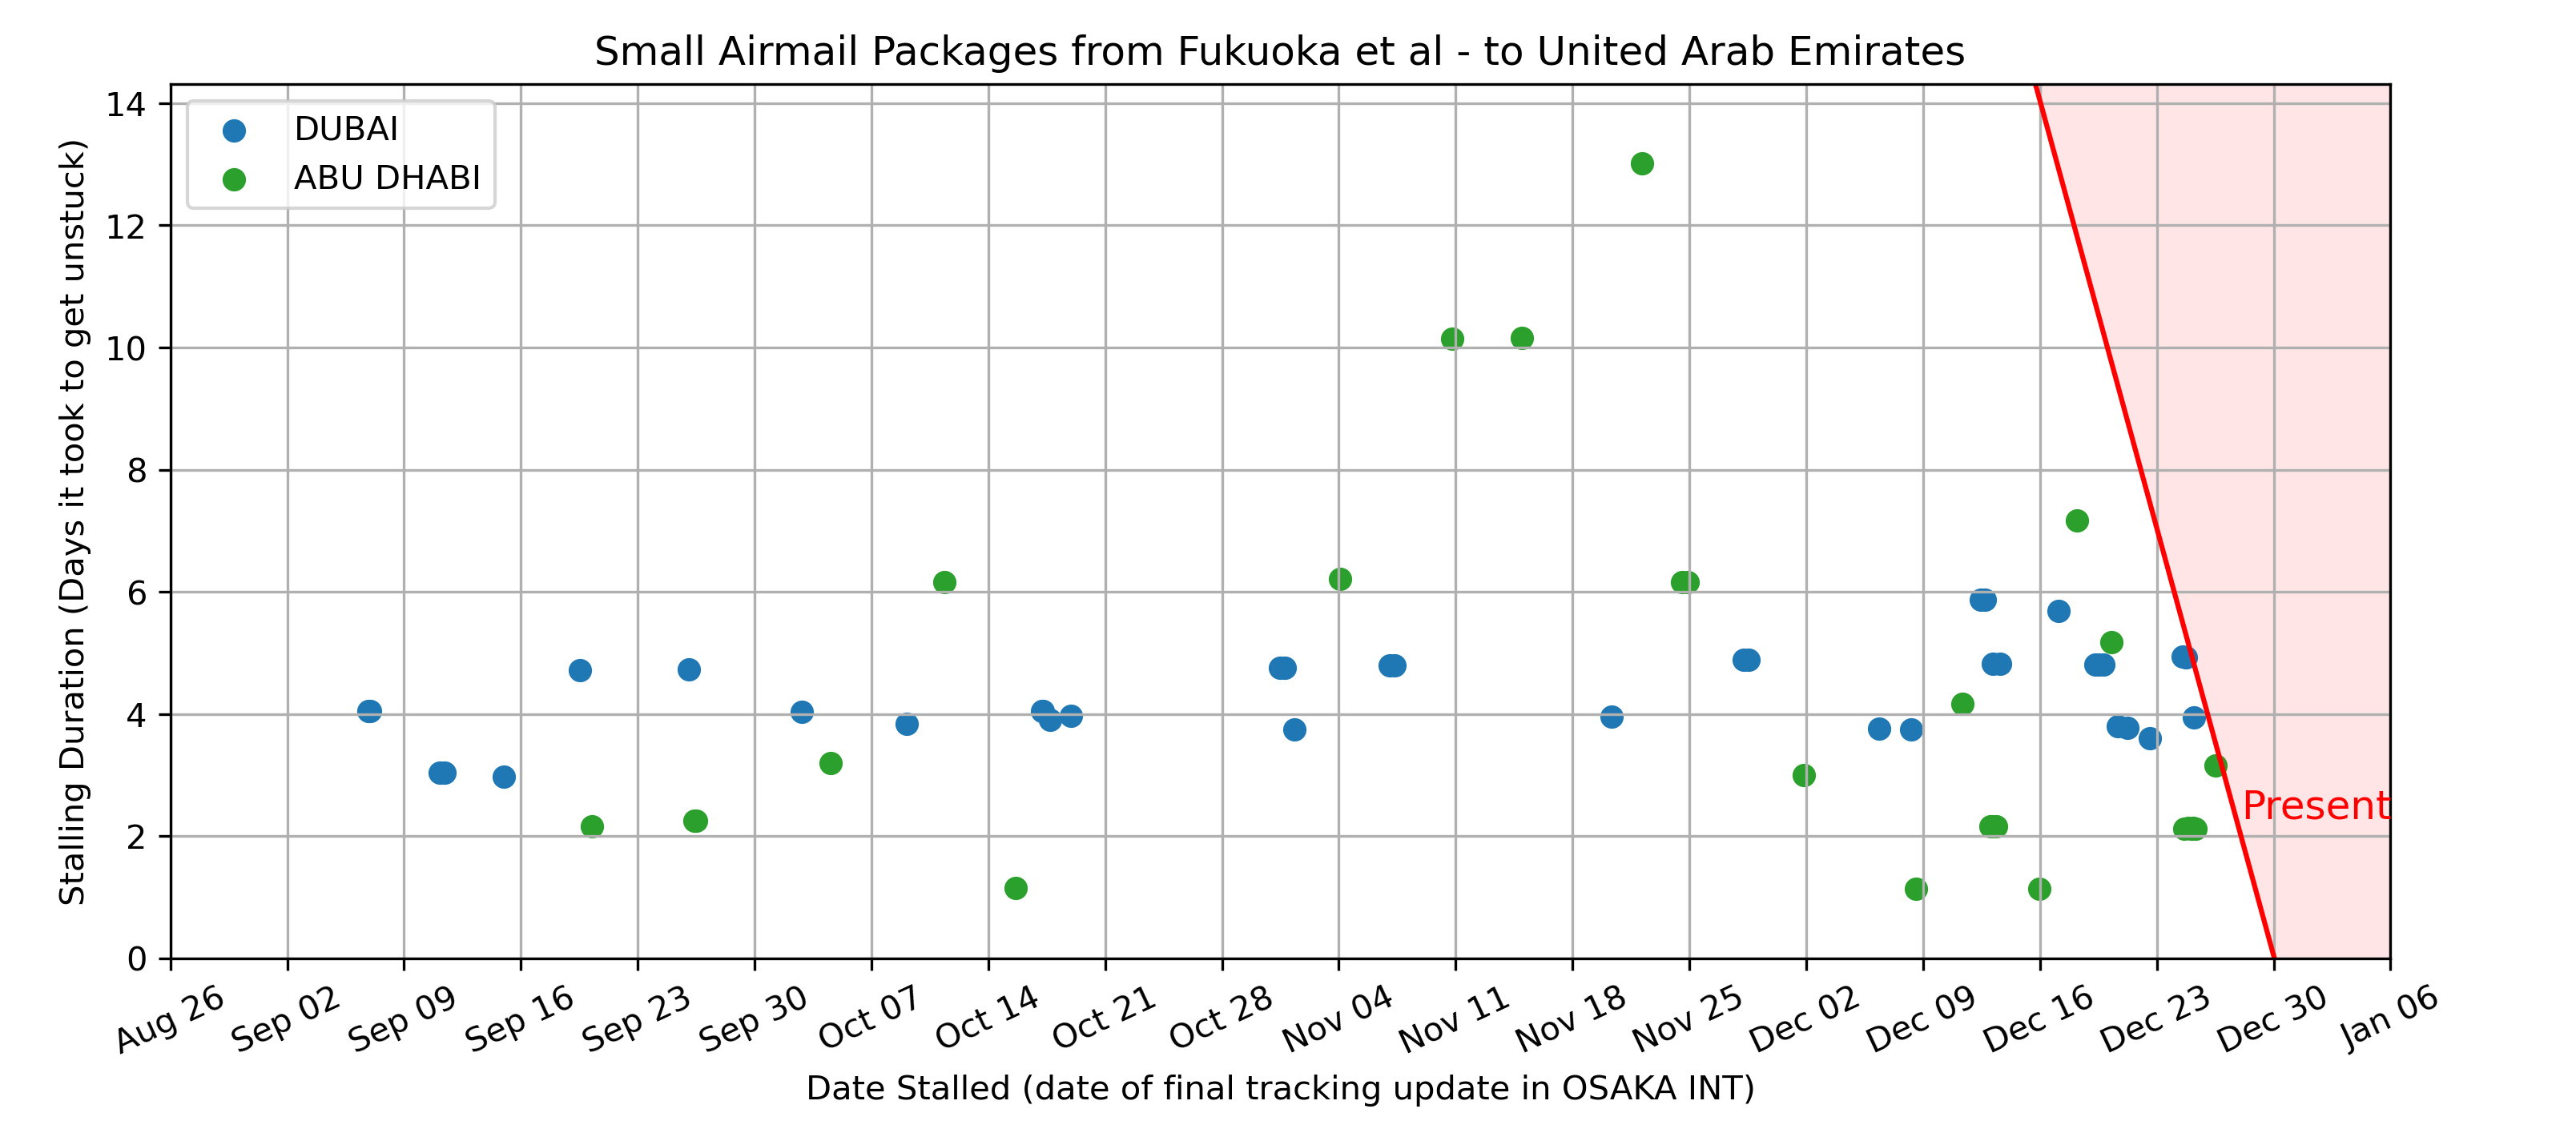 Small Airmail Packages from Fukuoka et al - to United Arab Emirates
DUBAI
ABU DHABI
Stalling Duration (Days it took to get unstuck)
14
12
10
8
6
4
2
0
Present
Aug 26
Sep 02
Sep 09
Sep 16
Sep 23
Sep 30
Oct 07
Oct 14
Oct 21
Oct 28
Nov 04
Nov 11
Nov 18
Nov 25
Dec 02
Dec 09
Dec 16
Dec 23
Dec 30
Jan 06
Date Stalled (date of final tracking update in OSAKA INT)